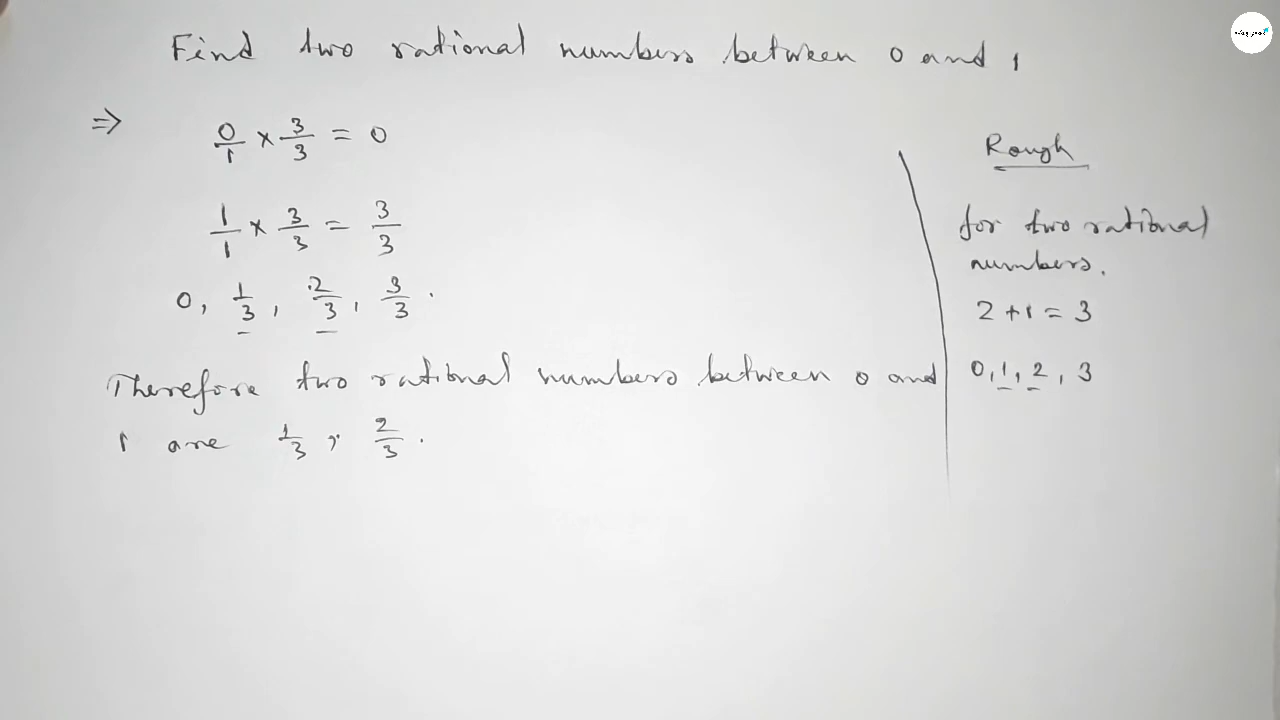 Find two rational numbers between 0 and 1
⇒ 0/1 × 3/3 = 0
1/1 × 3/3 = 3/3
0, 1/3, 2/3, 3/3.
Therefore two rational numbers between 0 and
1 are 1/3, 2/3.
Rough
for two rational
numbers.
2+1=3
0,1,2,3